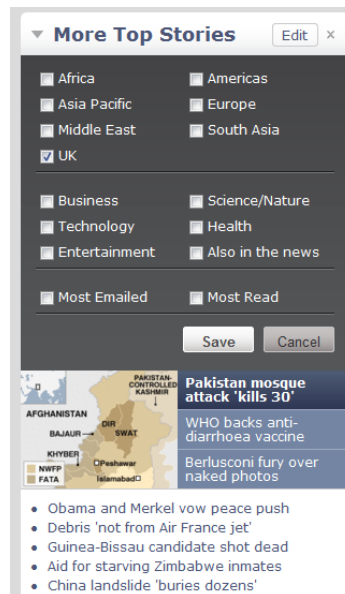 More Top Stories
Edit
x
Africa
Americas
Asia Pacific
Europe
Middle East
South Asia
UK
Business
Science/Nature
Technology
Health
Entertainment
Also in the news
Most Emailed
Most Read
Save
Cancel
PAKISTAN-
CONTROLLED
KASHMIR
AFGHANISTAN
DIR
BAJAUR
SWAT
KHYBER
Peshawar
NWFP
FATA
Islamabad
Pakistan mosque
attack 'kills 30'
WHO backs anti-
diarrhoea vaccine
Berlusconi fury over
naked photos
• Obama and Merkel vow peace push
• Debris 'not from Air France jet'
• Guinea-Bissau candidate shot dead
• Aid for starving Zimbabwe inmates
• China landslide 'buries dozens'